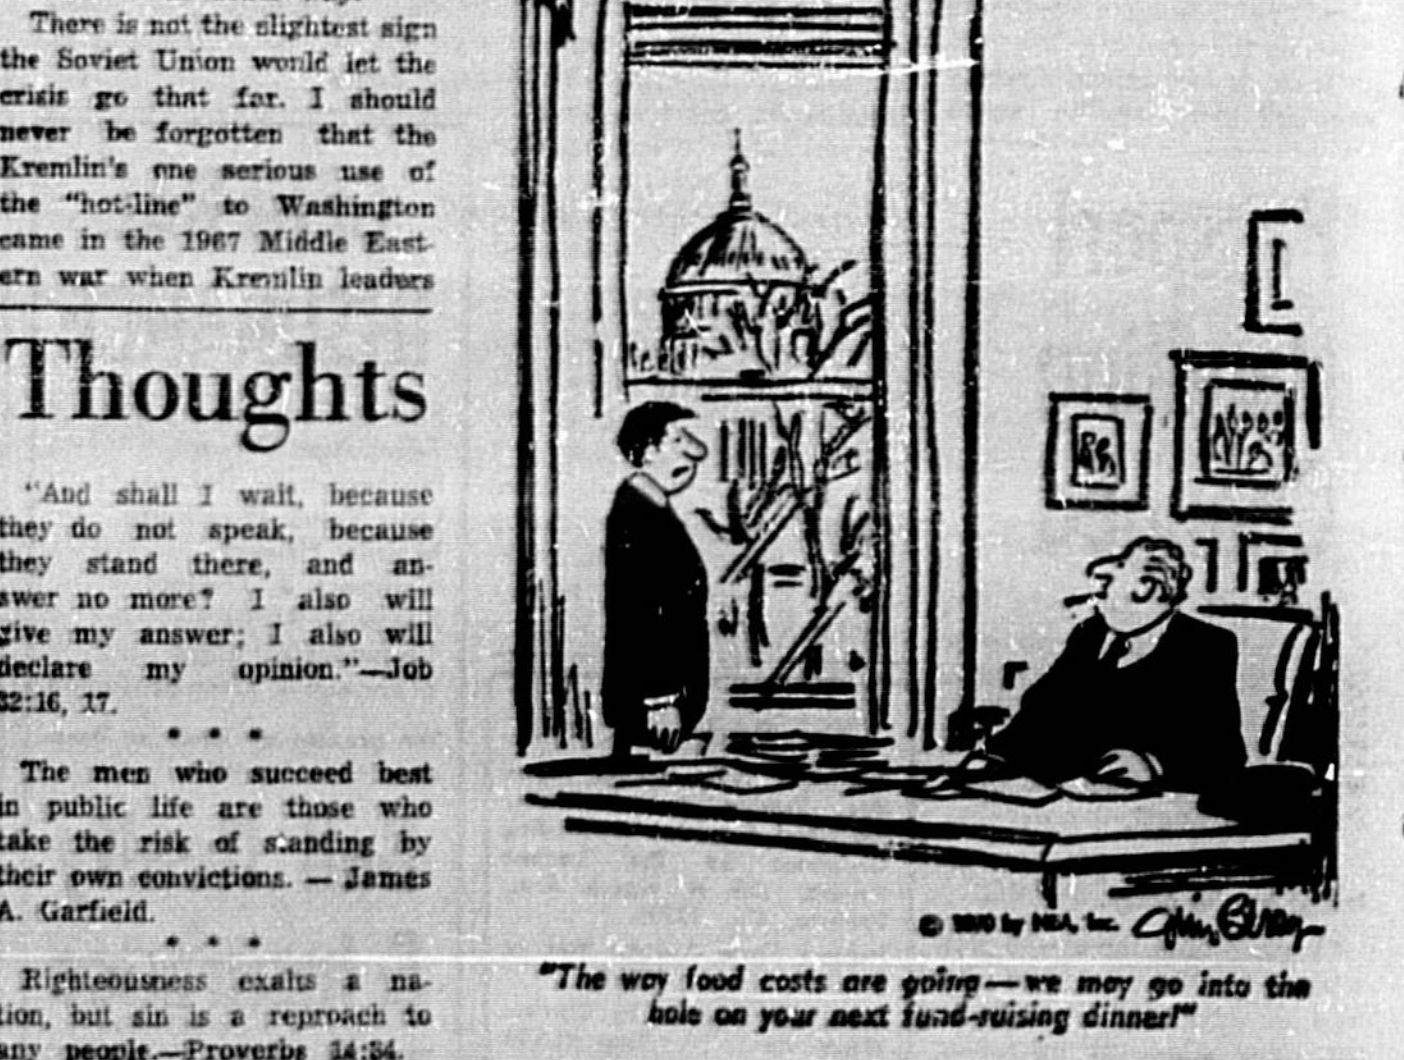 There is not the slightest sign
the Soviet Union would let the
crisis go that far. I should
never be forgotten that the
Kremlin's one serious use of
the "hot-line" to Washington
came in the 1967 Middle East-
ern war when Kremlin leaders
Thoughts
"And shall I wait, because
they do not speak, because
they stand there, and an-
swer no more? I also will
give my answer; I also will
declare my opinion."—Job
32:16, 17.
* * *
The men who succeed best
in public life are those who
take the risk of standing by
their own convictions. — James
A. Garfield.
* * *
Righteousness exalts a na-
tion, but sin is a reproach to
any people.—Proverbs 14:34.
© 1970 by NEA, Inc. Jim Berry
"The way food costs are going—we may go into the
hole on your next fund-raising dinner!"